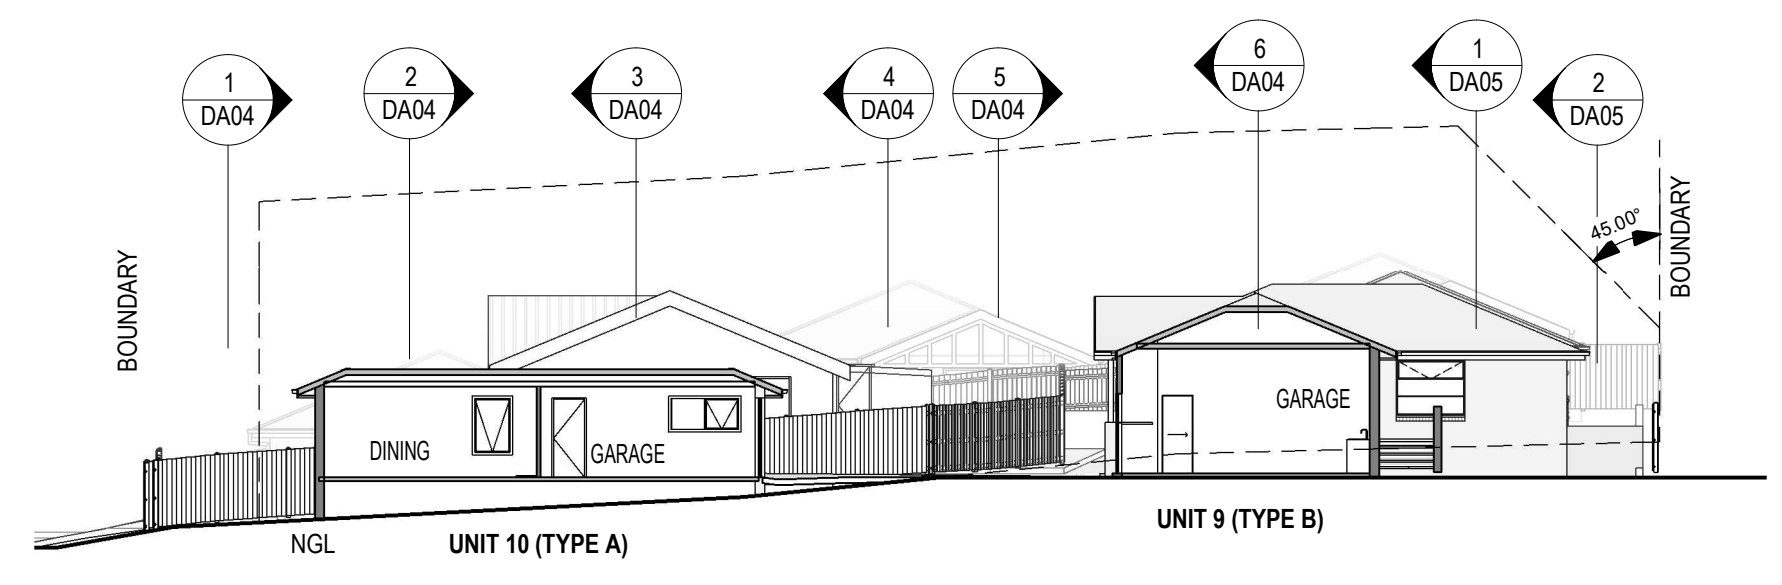 1
DA04
2
DA04
3
DA04
4
DA04
5
DA04
6
DA04
1
DA05
2
DA05
45.00°
BOUNDARY
BOUNDARY
DINING
GARAGE
GARAGE
NGL
UNIT 10 (TYPE A)
UNIT 9 (TYPE B)